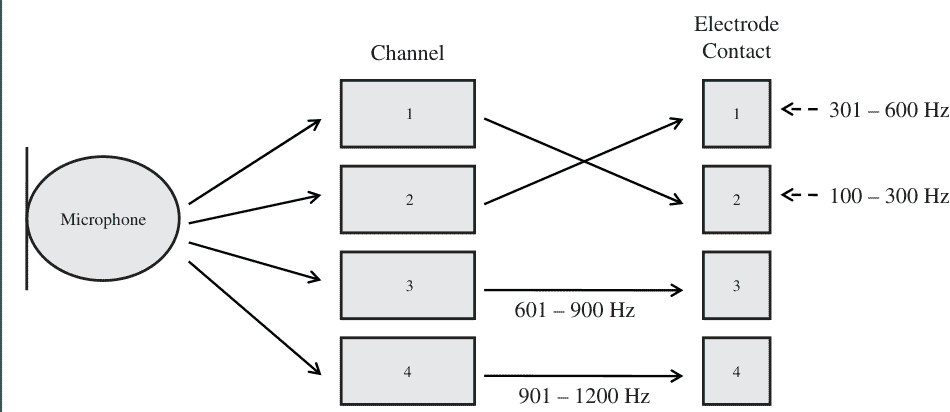 Electrode
Contact
Channel
1
1
301 – 600 Hz
2
2
100 – 300 Hz
Microphone
3
3
601 – 900 Hz
4
4
901 – 1200 Hz